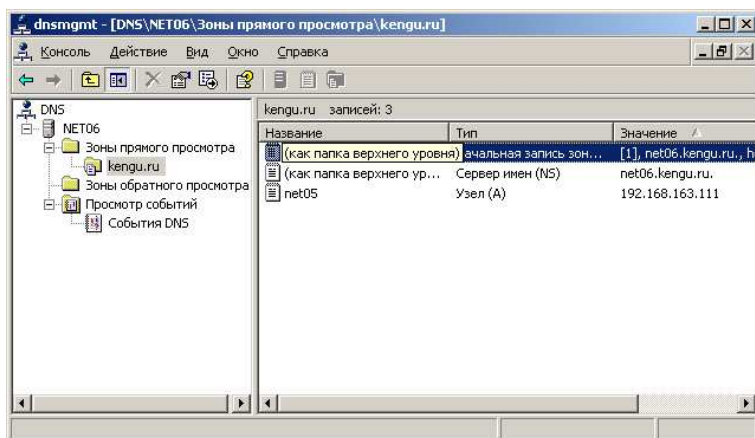 dnsmgmt - [DNS\NET06\Зоны прямого просмотра\kengu.ru]
Консоль Действие Вид Окно Справка
DNS
NET06
Зоны прямого просмотра
kengu.ru
Зоны обратного просмотра
Просмотр событий
События DNS
kengu.ru записей: 3
Название Тип Значение
(как папка верхнего уровня) ачальная запись зон... [1], net06.kengu.ru., h
(как папка верхнего ур... Сервер имен (NS) net06.kengu.ru.
net05 Узел (A) 192.168.163.111